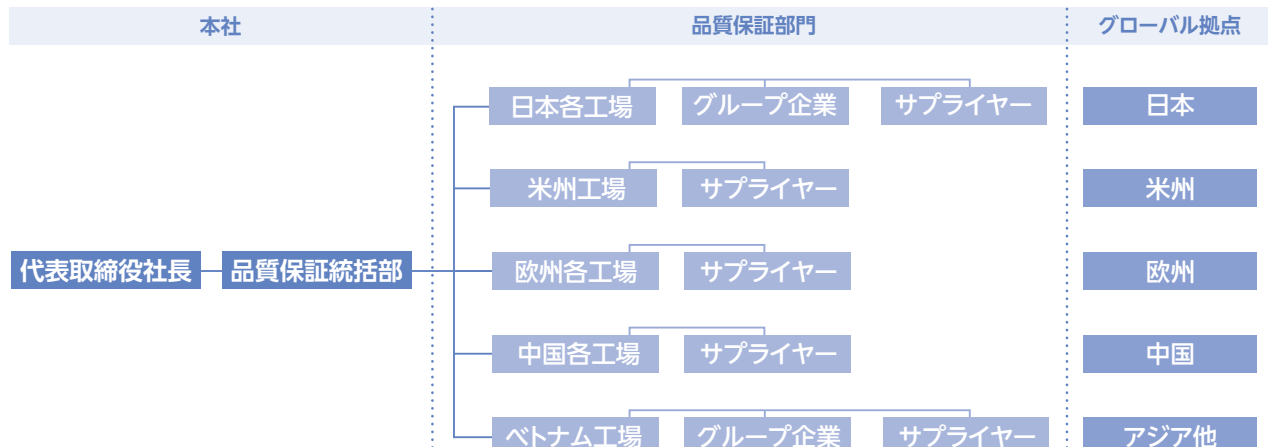 本社
品質保証部門
グローバル拠点
日本各工場
グループ企業
サプライヤー
日本
米州工場
サプライヤー
米州
代表取締役社長
品質保証統括部
欧州各工場
サプライヤー
欧州
中国各工場
サプライヤー
中国
ベトナム工場
グループ企業
サプライヤー
アジア他